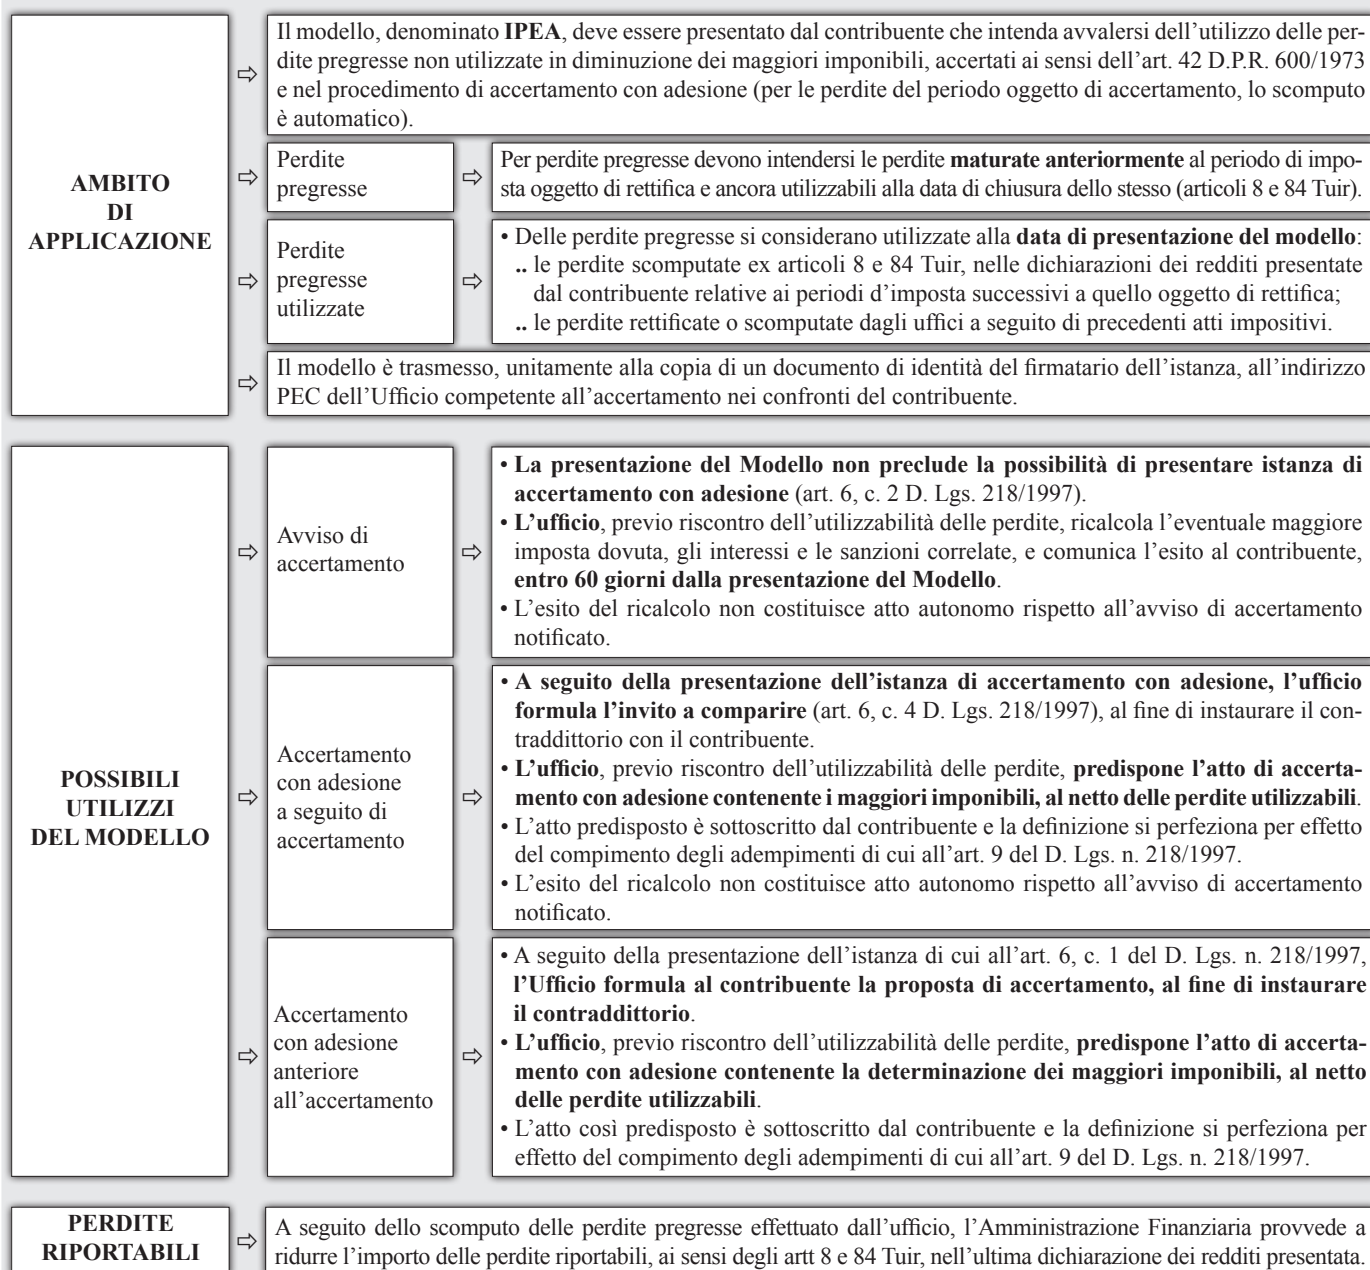 AMBITO
DI
APPLICAZIONE
⇨
Il modello, denominato IPEA, deve essere presentato dal contribuente che intenda avvalersi dell’utilizzo delle per-
dite pregresse non utilizzate in diminuzione dei maggiori imponibili, accertati ai sensi dell’art. 42 D.P.R. 600/1973
e nel procedimento di accertamento con adesione (per le perdite del periodo oggetto di accertamento, lo scomputo
è automatico).
⇨
Perdite
pregresse
⇨
Per perdite pregresse devono intendersi le perdite maturate anteriormente al periodo di impo-
sta oggetto di rettifica e ancora utilizzabili alla data di chiusura dello stesso (articoli 8 e 84 Tuir).
⇨
Perdite
pregresse
utilizzate
⇨
• Delle perdite pregresse si considerano utilizzate alla data di presentazione del modello:
.. le perdite scomputate ex articoli 8 e 84 Tuir, nelle dichiarazioni dei redditi presentate
dal contribuente relative ai periodi d’imposta successivi a quello oggetto di rettifica;
.. le perdite rettificate o scomputate dagli uffici a seguito di precedenti atti impositivi.
⇨
Il modello è trasmesso, unitamente alla copia di un documento di identità del firmatario dell’istanza, all’indirizzo
PEC dell’Ufficio competente all’accertamento nei confronti del contribuente.
POSSIBILI
UTILIZZI
DEL MODELLO
⇨
Avviso di
accertamento
⇨
• La presentazione del Modello non preclude la possibilità di presentare istanza di
accertamento con adesione (art. 6, c. 2 D. Lgs. 218/1997).
• L’ufficio, previo riscontro dell’utilizzabilità delle perdite, ricalcola l’eventuale maggiore
imposta dovuta, gli interessi e le sanzioni correlate, e comunica l’esito al contribuente,
entro 60 giorni dalla presentazione del Modello.
• L’esito del ricalcolo non costituisce atto autonomo rispetto all’avviso di accertamento
notificato.
⇨
Accertamento
con adesione
a seguito di
accertamento
⇨
• A seguito della presentazione dell’istanza di accertamento con adesione, l’ufficio
formula l’invito a comparire (art. 6, c. 4 D. Lgs. 218/1997), al fine di instaurare il con-
traddittorio con il contribuente.
• L’ufficio, previo riscontro dell’utilizzabilità delle perdite, predispone l’atto di accerta-
mento con adesione contenente i maggiori imponibili, al netto delle perdite utilizzabili.
• L’atto predisposto è sottoscritto dal contribuente e la definizione si perfeziona per effetto
del compimento degli adempimenti di cui all’art. 9 del D. Lgs. n. 218/1997.
• L’esito del ricalcolo non costituisce atto autonomo rispetto all’avviso di accertamento
notificato.
⇨
Accertamento
con adesione
anteriore
all’accertamento
⇨
• A seguito della presentazione dell’istanza di cui all’art. 6, c. 1 del D. Lgs. n. 218/1997,
l’Ufficio formula al contribuente la proposta di accertamento, al fine di instaurare
il contraddittorio.
• L’ufficio, previo riscontro dell’utilizzabilità delle perdite, predispone l’atto di accerta-
mento con adesione contenente la determinazione dei maggiori imponibili, al netto
delle perdite utilizzabili.
• L’atto così predisposto è sottoscritto dal contribuente e la definizione si perfeziona per
effetto del compimento degli adempimenti di cui all’art. 9 del D. Lgs. n. 218/1997.
PERDITE
RIPORTABILI
⇨
A seguito dello scomputo delle perdite pregresse effettuato dall’ufficio, l’Amministrazione Finanziaria provvede a
ridurre l’importo delle perdite riportabili, ai sensi degli artt 8 e 84 Tuir, nell’ultima dichiarazione dei redditi presentata.